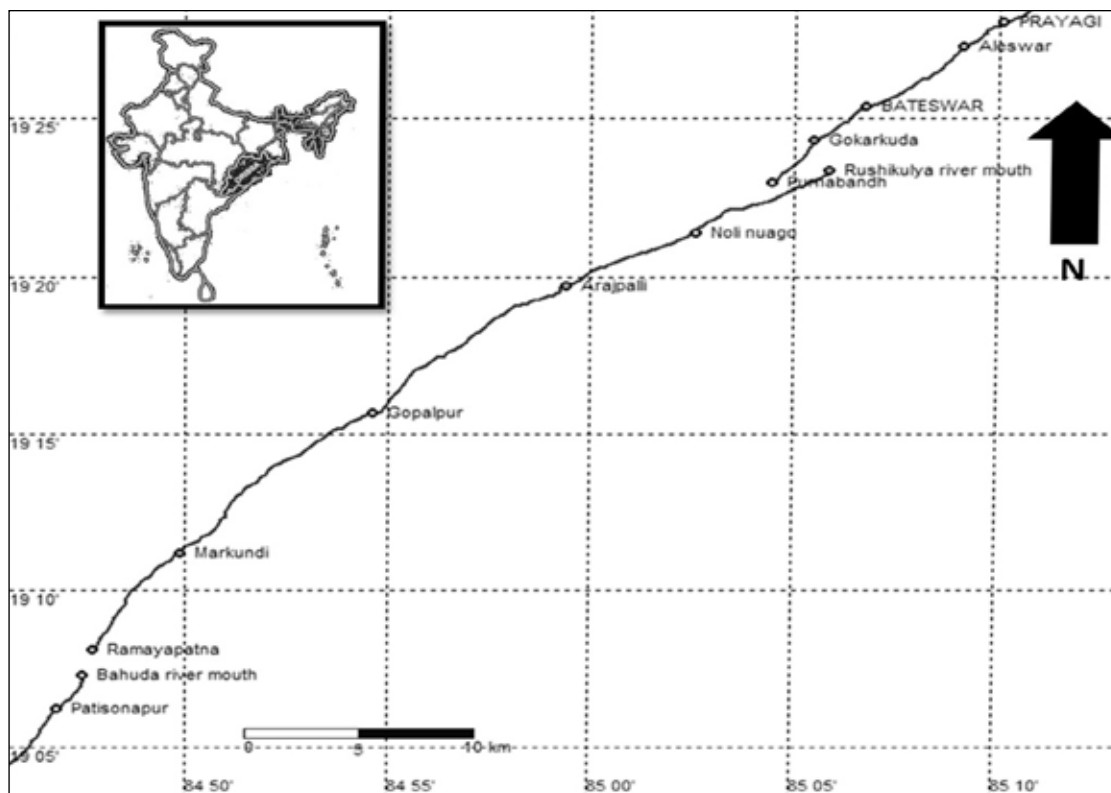 PRAYAGI
Aleswar
19 25'
BATESWAR
Gokarkuda
Rushikulya river mouth
Purnabandh
Noli nuago
N
19 20'
Arajpalli
Gopalpur
19 15'
Markundi
19 10'
Ramayapatna
Bahuda river mouth
Patisonapur
0 5 10 km
19 05'
84 50' 84 55' 85 00' 85 05' 85 10'